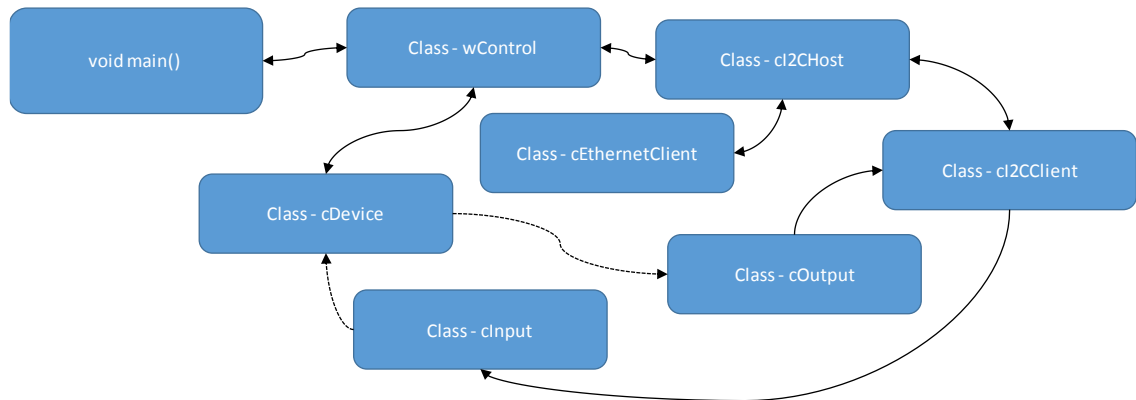 void main()
Class - wControl
Class - cI2CHost
Class - cEthernetClient
Class - cI2CClient
Class - cDevice
Class - cOutput
Class - cInput